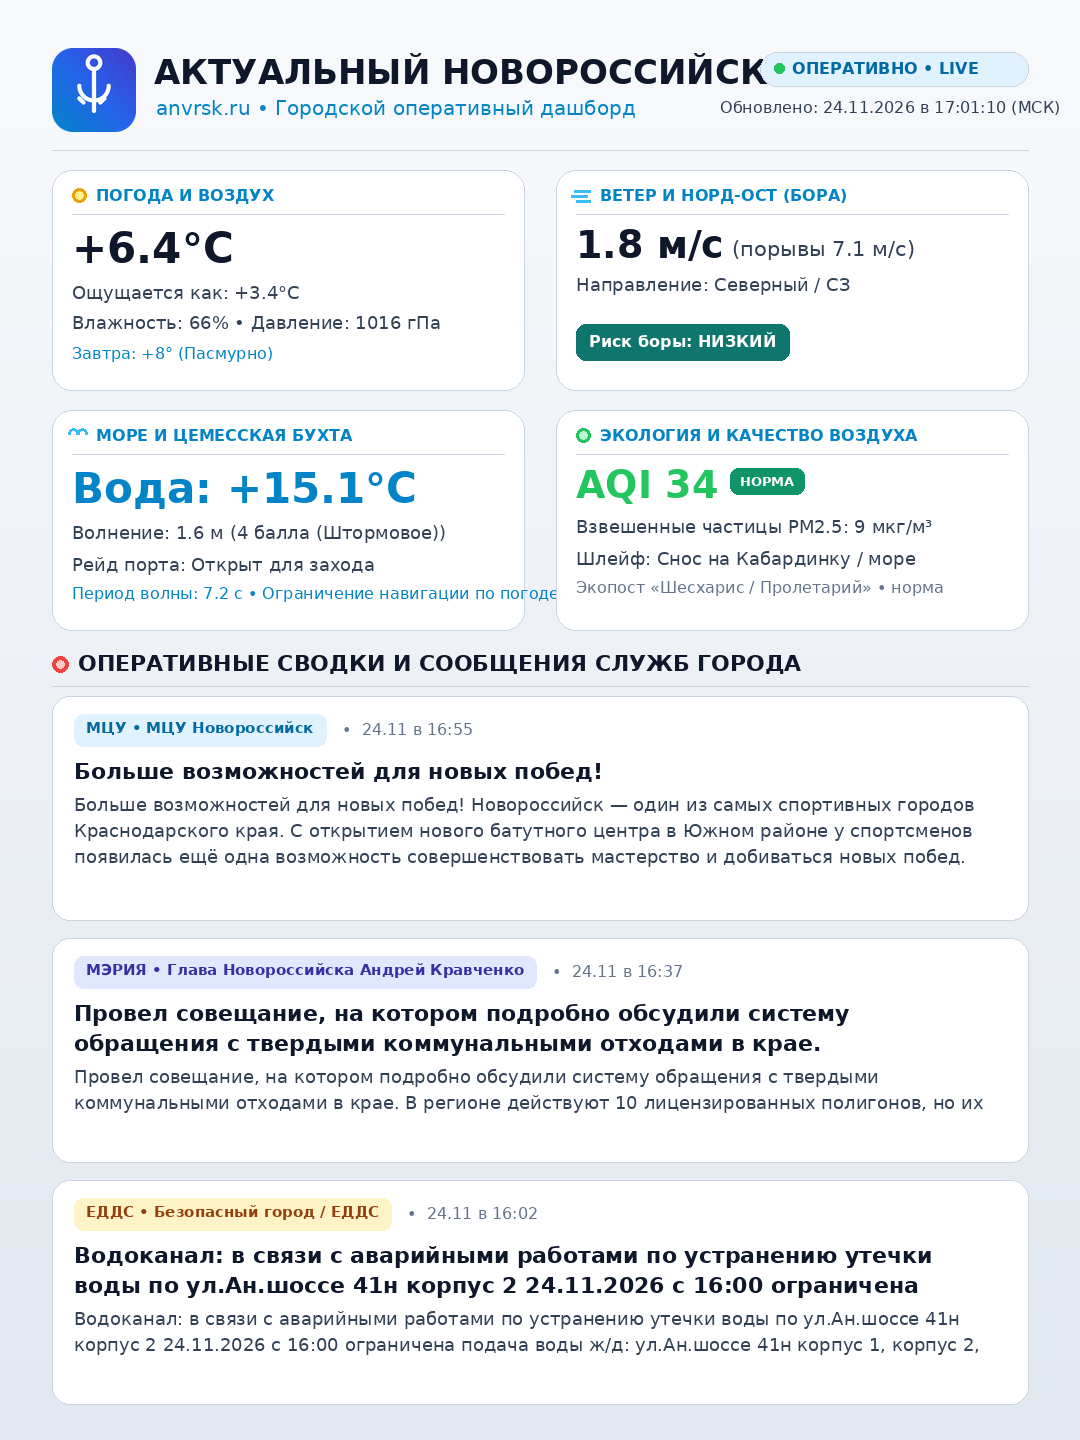 АКТУАЛЬНЫЙ НОВОРОССИЙСК
ОПЕРАТИВНО • LIVE
anvrsk.ru • Городской оперативный дашборд
Обновлено: 24.11.2026 в 17:01:10 (МСК)
ПОГОДА И ВОЗДУХ
+6.4°C
Ощущается как: +3.4°C
Влажность: 66% • Давление: 1016 гПа
Завтра: +8° (Пасмурно)
ВЕТЕР И НОРД-ОСТ (БОРА)
1.8 м/с (порывы 7.1 м/с)
Направление: Северный / СЗ
Риск боры: НИЗКИЙ
МОРЕ И ЦЕМЕССКАЯ БУХТА
Вода: +15.1°C
Волнение: 1.6 м (4 балла (Штормовое))
Рейд порта: Открыт для захода
Период волны: 7.2 с • Ограничение навигации по погоде
ЭКОЛОГИЯ И КАЧЕСТВО ВОЗДУХА
AQI 34 НОРМА
Взвешенные частицы PM2.5: 9 мкг/м³
Шлейф: Снос на Кабардинку / море
Экопост «Шесхарис / Пролетарий» • норма
ОПЕРАТИВНЫЕ СВОДКИ И СООБЩЕНИЯ СЛУЖБ ГОРОДА
МЦУ • МЦУ Новороссийск • 24.11 в 16:55
Больше возможностей для новых побед!
Больше возможностей для новых побед! Новороссийск — один из самых спортивных городов
Краснодарского края. С открытием нового батутного центра в Южном районе у спортсменов
появилась ещё одна возможность совершенствовать мастерство и добиваться новых побед.
МЭРИЯ • Глава Новороссийска Андрей Кравченко • 24.11 в 16:37
Провел совещание, на котором подробно обсудили систему
обращения с твердыми коммунальными отходами в крае.
Провел совещание, на котором подробно обсудили систему обращения с твердыми
коммунальными отходами в крае. В регионе действуют 10 лицензированных полигонов, но их
ЕДДС • Безопасный город / ЕДДС • 24.11 в 16:02
Водоканал: в связи с аварийными работами по устранению утечки
воды по ул.Ан.шоссе 41н корпус 2 24.11.2026 с 16:00 ограничена
Водоканал: в связи с аварийными работами по устранению утечки воды по ул.Ан.шоссе 41н
корпус 2 24.11.2026 с 16:00 ограничена подача воды ж/д: ул.Ан.шоссе 41н корпус 1, корпус 2,